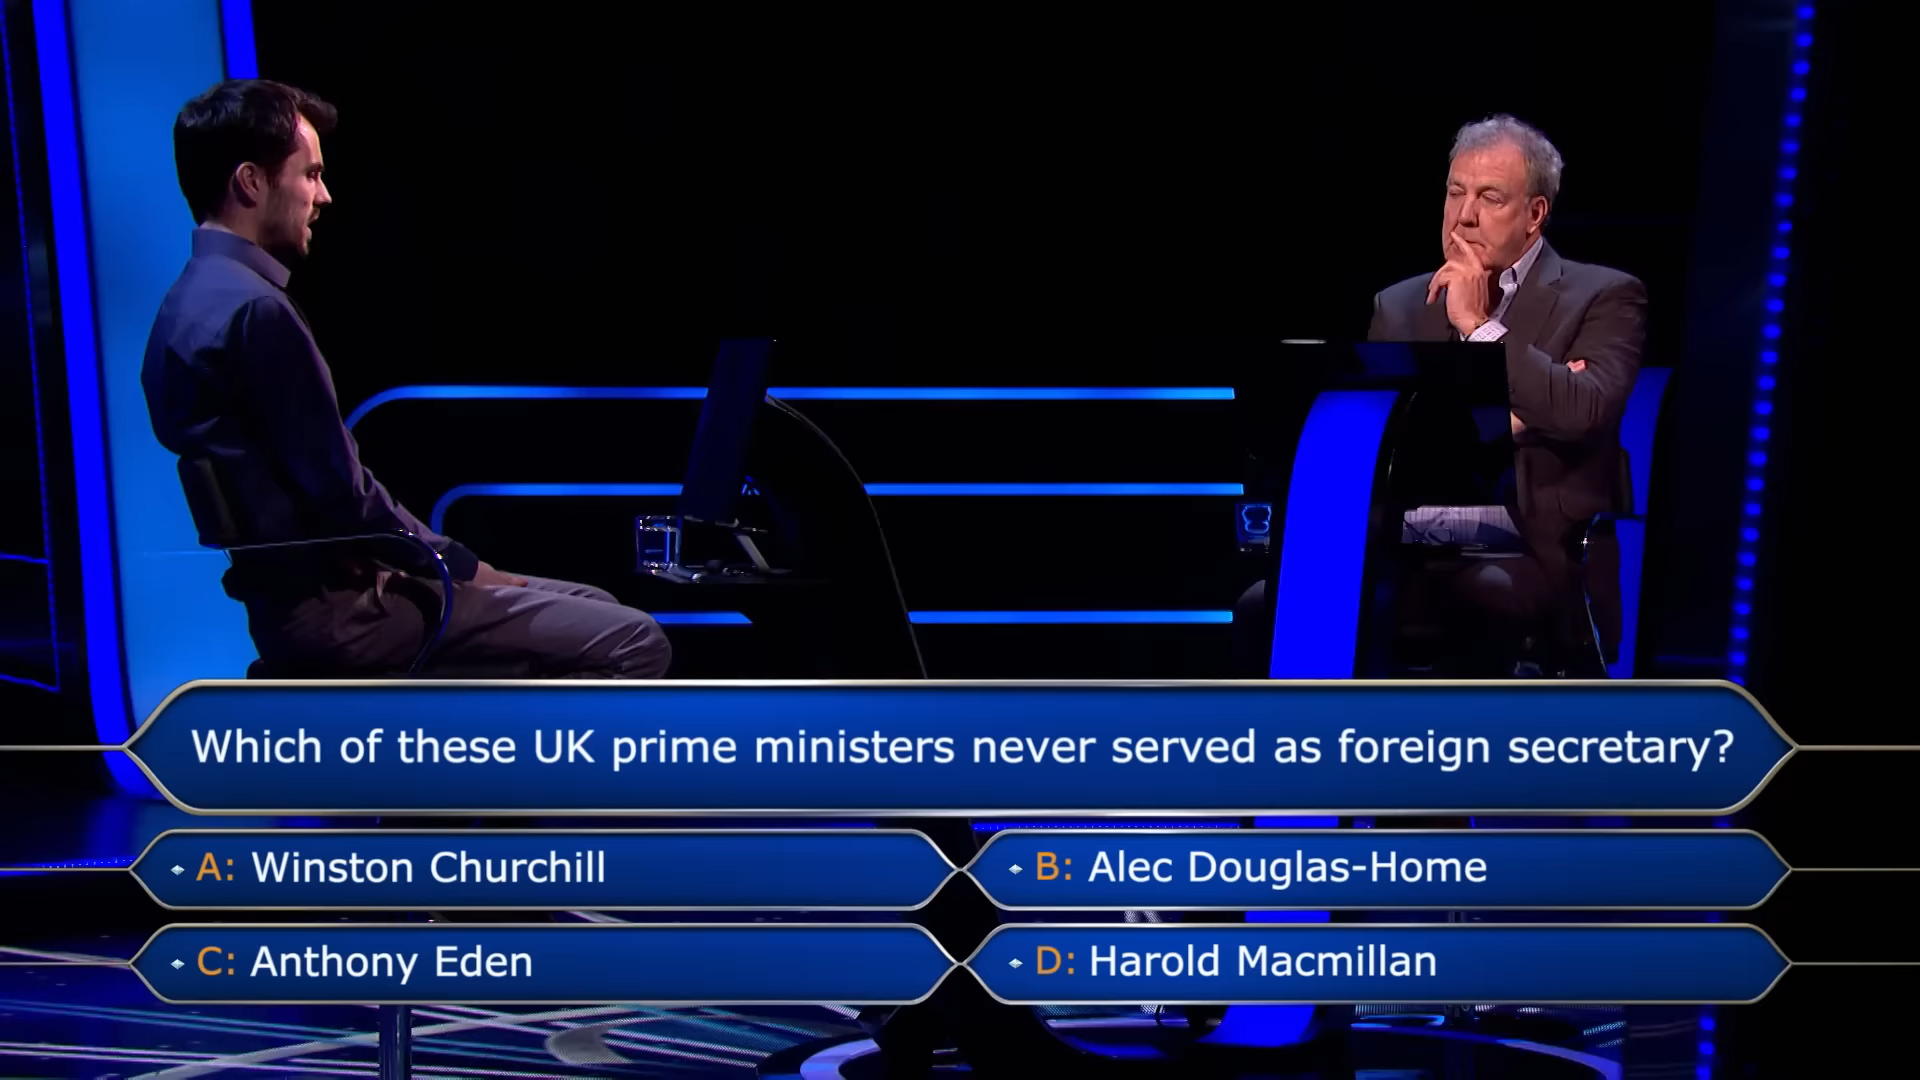 Which of these UK prime ministers never served as foreign secretary?
A: Winston Churchill
B: Alec Douglas-Home
C: Anthony Eden
D: Harold Macmillan